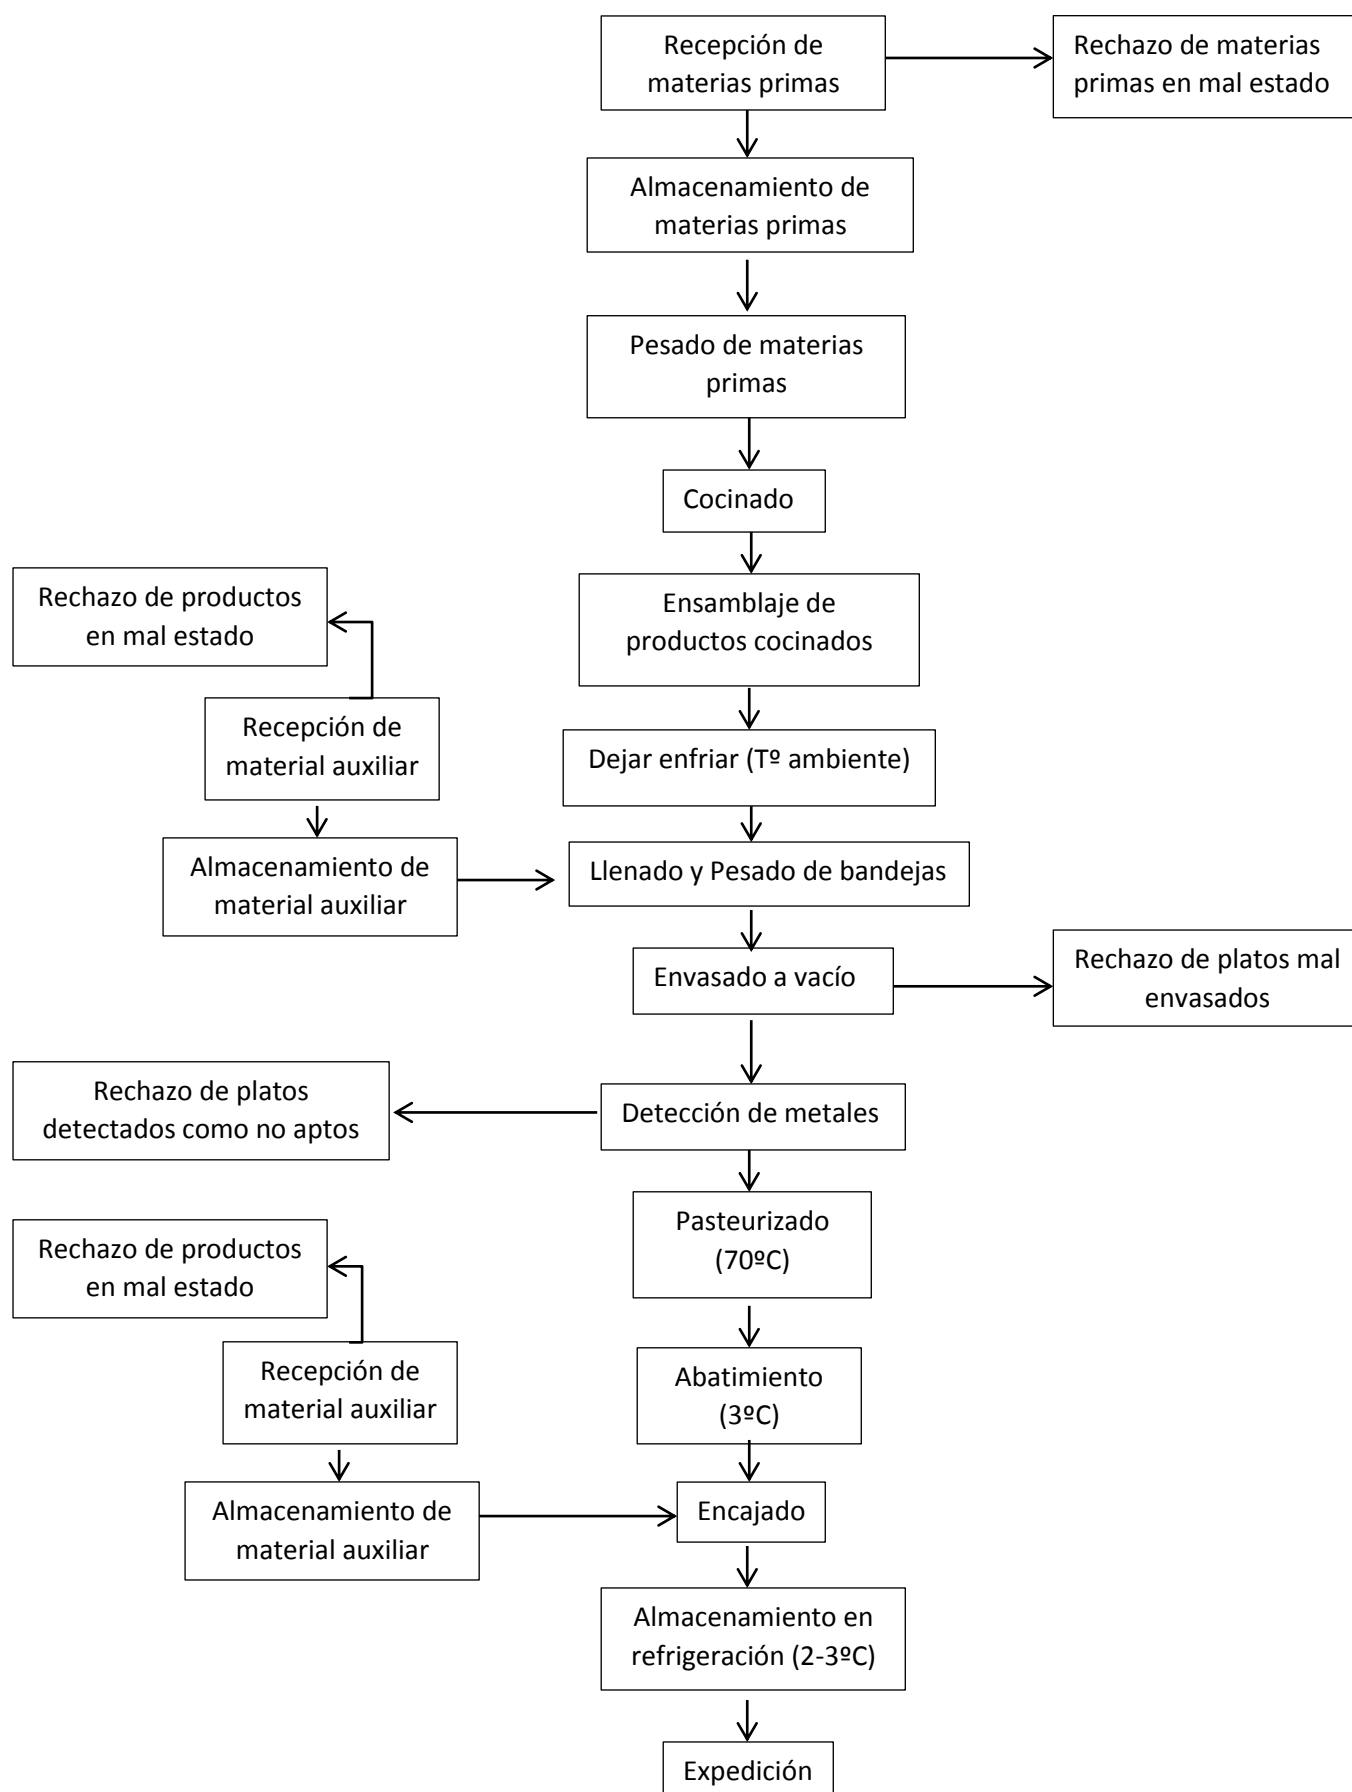 Recepción de
materias primas
Rechazo de materias
primas en mal estado
Almacenamiento de
materias primas
Pesado de materias
primas
Cocinado
Rechazo de productos
en mal estado
Ensamblaje de
productos cocinados
Recepción de
material auxiliar
Dejar enfriar (Tº ambiente)
Almacenamiento de
material auxiliar
Llenado y Pesado de bandejas
Envasado a vacío
Rechazo de platos mal
envasados
Rechazo de platos
detectados como no aptos
Detección de metales
Pasteurizado
(70ºC)
Rechazo de productos
en mal estado
Recepción de
material auxiliar
Abatimiento
(3ºC)
Almacenamiento de
material auxiliar
Encajado
Almacenamiento en
refrigeración (2-3ºC)
Expedición